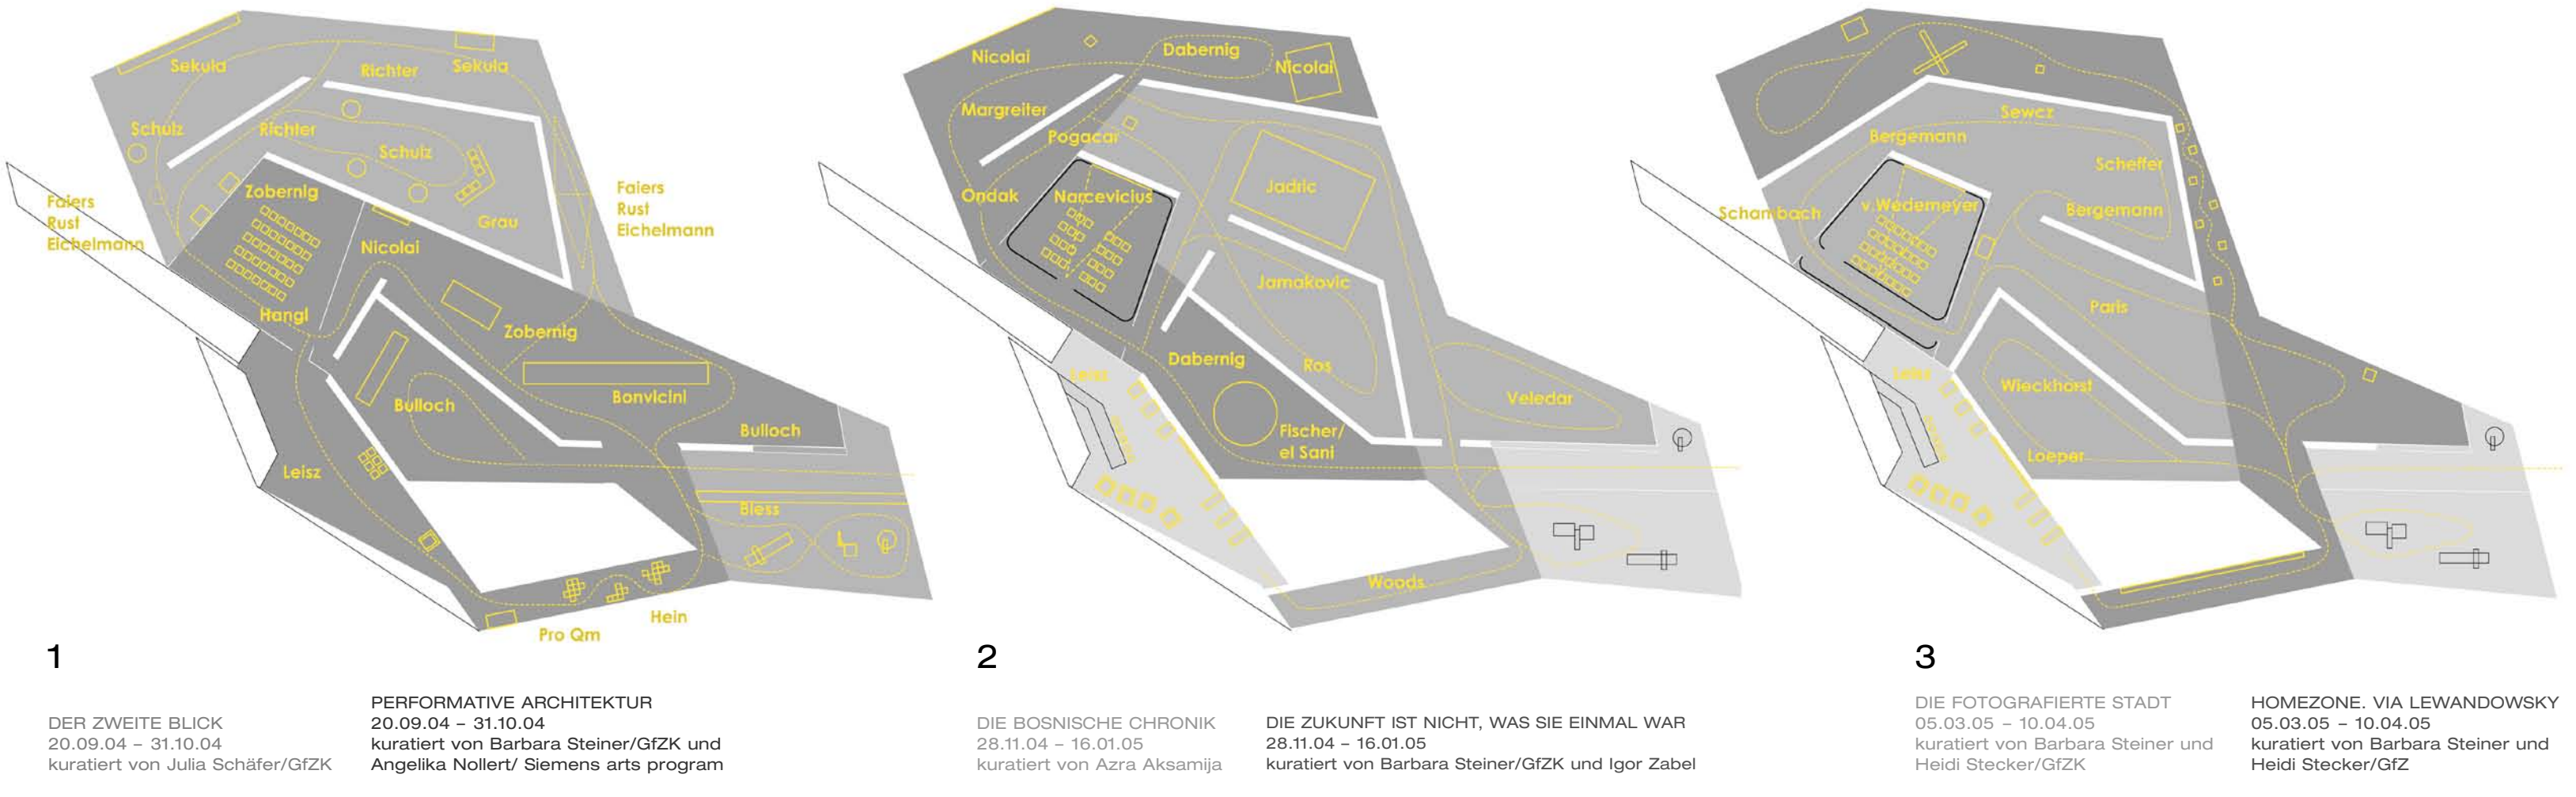 Sekula
Richter
Sekula
Schulz
Richter
Schulz
Zobernig
Faiers
Rust
Eichelmann
Grau
Faiers
Rust
Eichelmann
Nicolai
Hangl
Zobernig
Bulloch
Bonvicini
Bulloch
Leisz
Bless
Hein
Pro Qm
Nicolai
Dabernig
Nicolai
Margreiter
Pogacar
Ondak
Narcevicius
Jadric
Jamakovic
Dabernig
Ros
Leisz
Veledar
Fischer/
el Sani
Woods
Sewcz
Bergemann
Scheffer
Schambach
v.Wedemeyer
Bergemann
Paris
Leisz
Wieckhorst
Loeper
1
DER ZWEITE BLICK
20.09.04 – 31.10.04
kuratiert von Julia Schäfer/GfZK
PERFORMATIVE ARCHITEKTUR
20.09.04 – 31.10.04
kuratiert von Barbara Steiner/GfZK und
Angelika Nollert/ Siemens arts program
2
DIE BOSNISCHE CHRONIK
28.11.04 – 16.01.05
kuratiert von Azra Aksamija
DIE ZUKUNFT IST NICHT, WAS SIE EINMAL WAR
28.11.04 – 16.01.05
kuratiert von Barbara Steiner/GfZK und Igor Zabel
3
DIE FOTOGRAFIERTE STADT
05.03.05 – 10.04.05
kuratiert von Barbara Steiner und
Heidi Stecker/GfZK
HOMEZONE. VIA LEWANDOWSKY
05.03.05 – 10.04.05
kuratiert von Barbara Steiner und
Heidi Stecker/GfZ